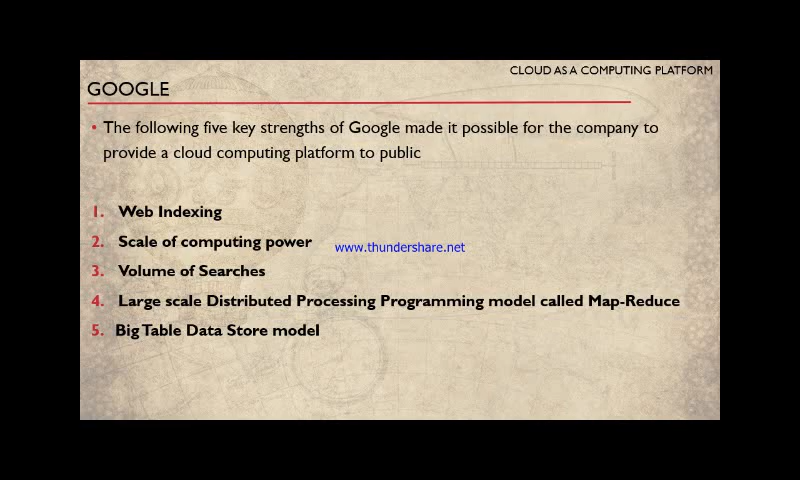 CLOUD AS A COMPUTING PLATFORM
GOOGLE
• The following five key strengths of Google made it possible for the company to
provide a cloud computing platform to public
1. Web Indexing
2. Scale of computing power
www.thundershare.net
3. Volume of Searches
4. Large scale Distributed Processing Programming model called Map-Reduce
5. Big Table Data Store model